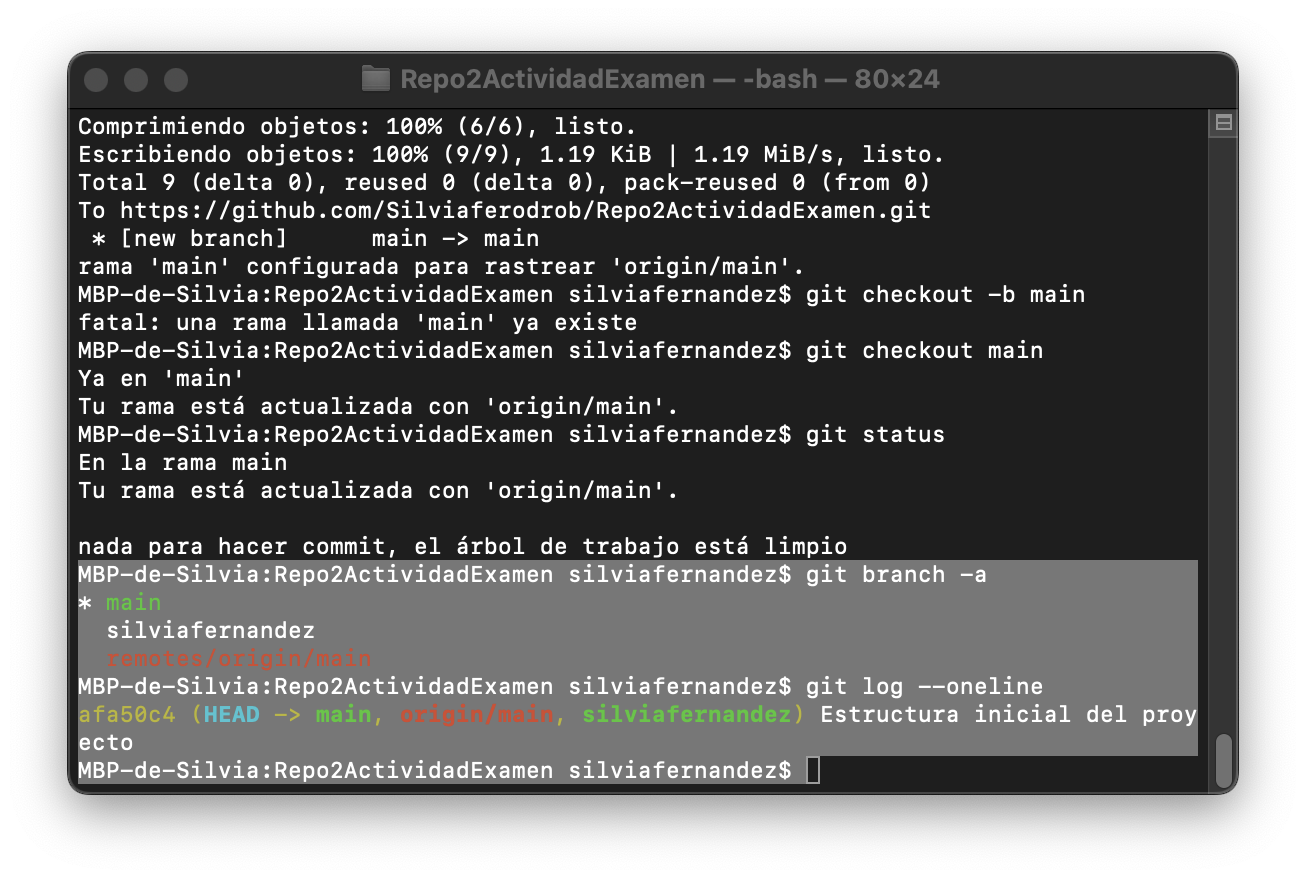 Repo2ActividadExamen — -bash — 80×24
Comprimiendo objetos: 100% (6/6), listo.
Escribiendo objetos: 100% (9/9), 1.19 KiB | 1.19 MiB/s, listo.
Total 9 (delta 0), reused 0 (delta 0), pack-reused 0 (from 0)
To https://github.com/Silviaferodrob/Repo2ActividadExamen.git
 * [new branch]      main -> main
rama 'main' configurada para rastrear 'origin/main'.
MBP-de-Silvia:Repo2ActividadExamen silviafernandez$ git checkout -b main
fatal: una rama llamada 'main' ya existe
MBP-de-Silvia:Repo2ActividadExamen silviafernandez$ git checkout main
Ya en 'main'
Tu rama está actualizada con 'origin/main'.
MBP-de-Silvia:Repo2ActividadExamen silviafernandez$ git status
En la rama main
Tu rama está actualizada con 'origin/main'.

nada para hacer commit, el árbol de trabajo está limpio
MBP-de-Silvia:Repo2ActividadExamen silviafernandez$ git branch -a
* main
  silviafernandez
  remotes/origin/main
MBP-de-Silvia:Repo2ActividadExamen silviafernandez$ git log --oneline
afa50c4 (HEAD -> main, origin/main, silviafernandez) Estructura inicial del proy
ecto
MBP-de-Silvia:Repo2ActividadExamen silviafernandez$